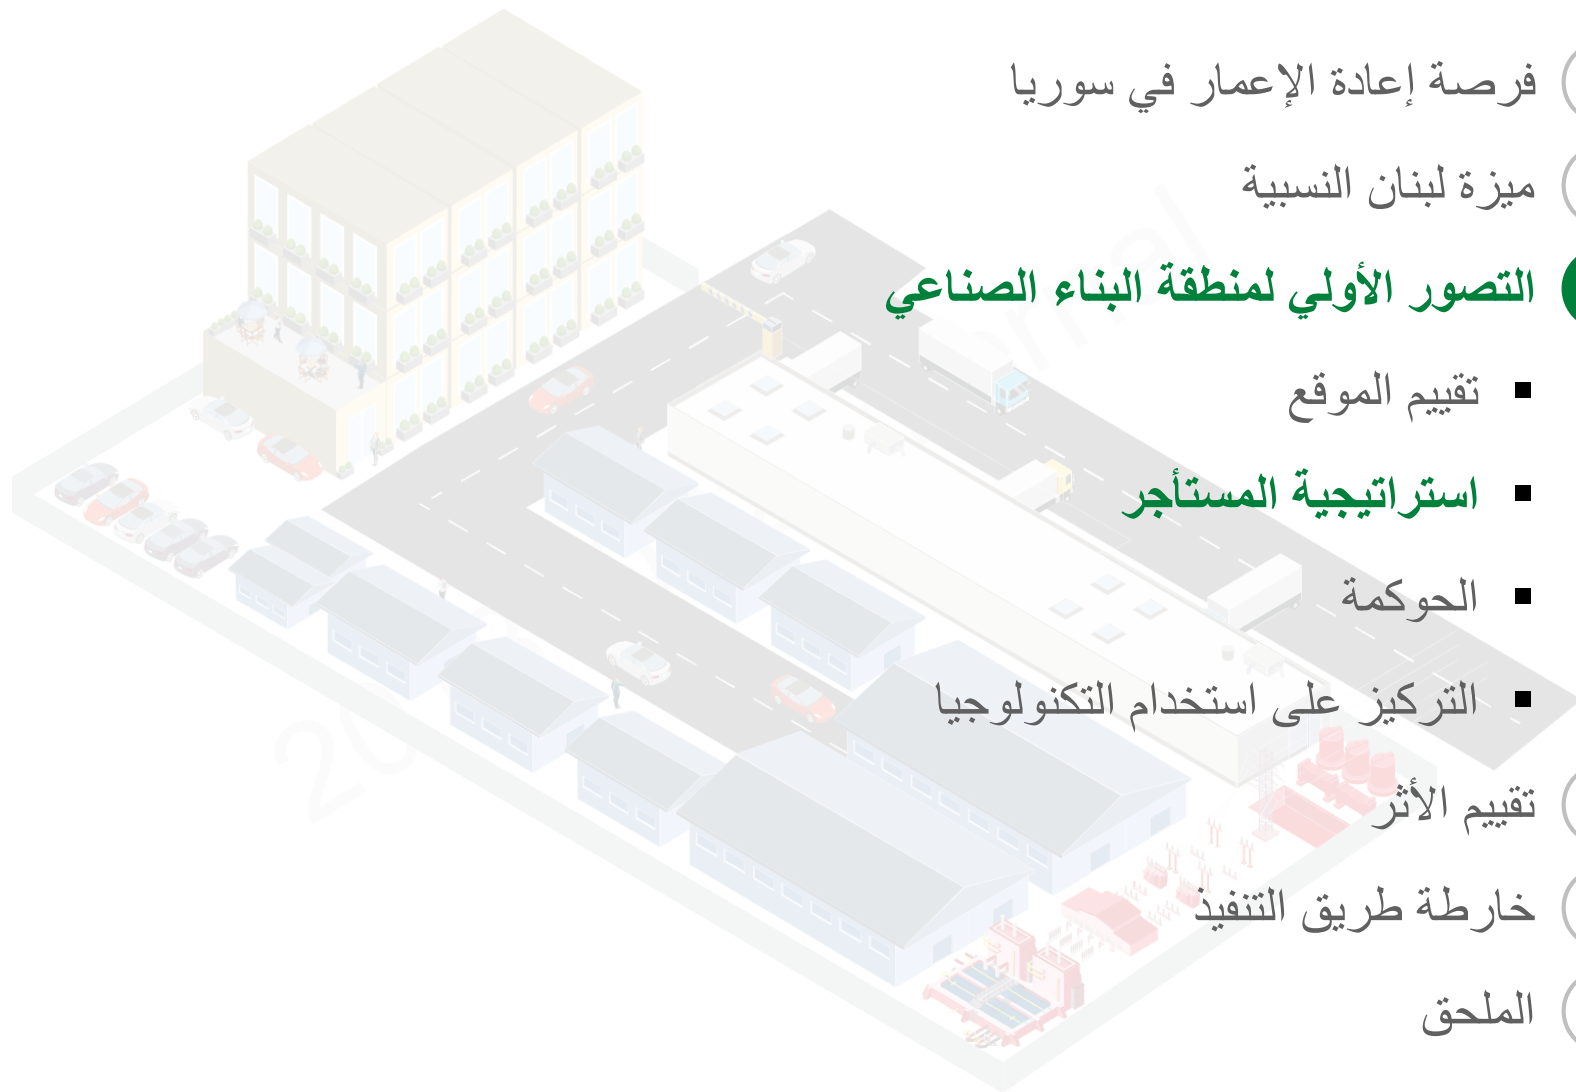 فرصة إعادة الإعمار في سوريا
ميزة لبنان النسبية
التصور الأولي لمنطقة البناء الصناعي
▪ تقييم الموقع
▪ استراتيجية المستأجر
▪ الحوكمة
▪ التركيز على استخدام التكنولوجيا
تقييم الأثر
خارطة طريق التنفيذ
الملحق